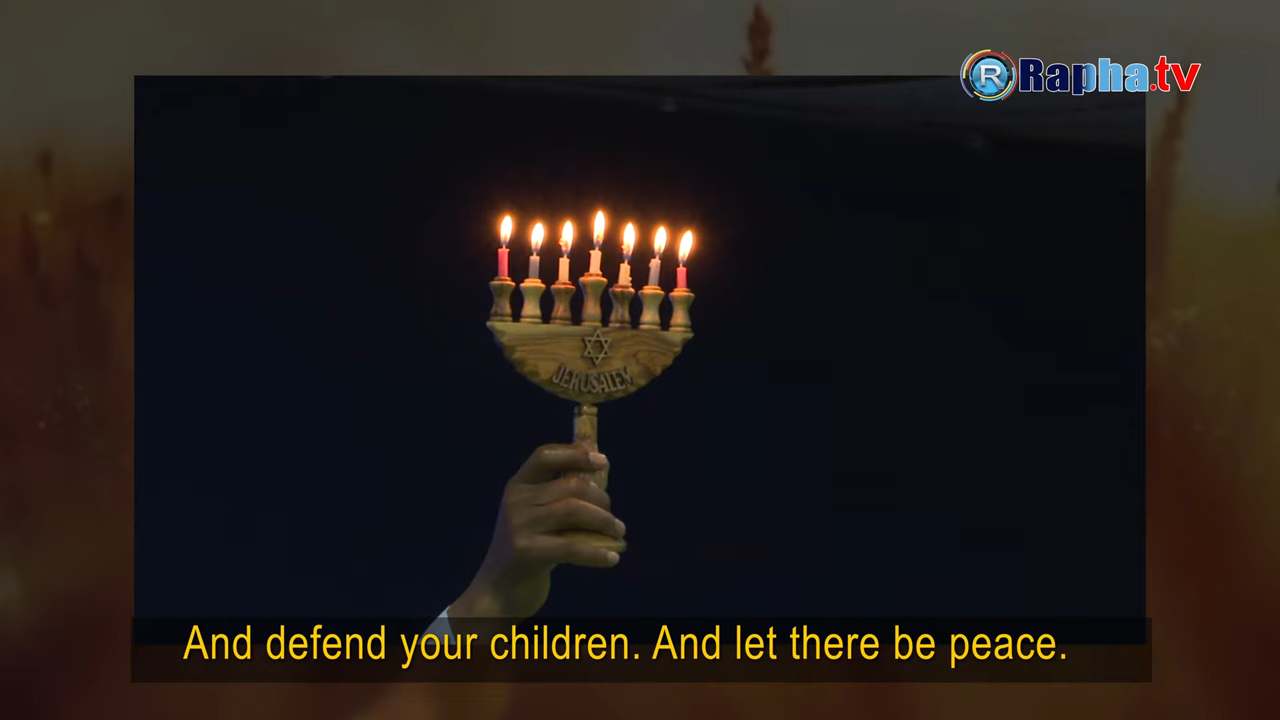 R Rapha.tv
JERUSALEM
And defend your children. And let there be peace.